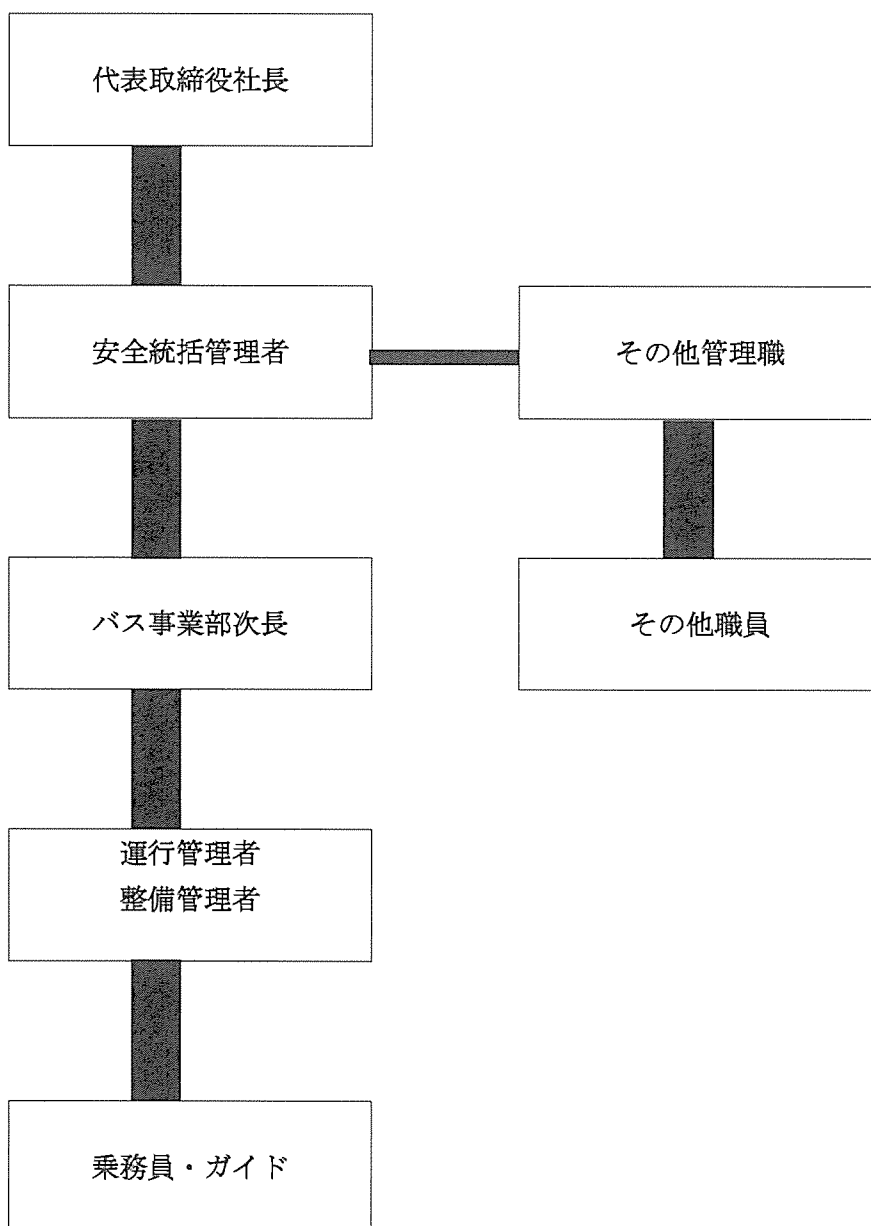 代表取締役社長
安全統括管理者
その他管理職
バス事業部次長
その他職員
運行管理者
整備管理者
乗務員・ガイド